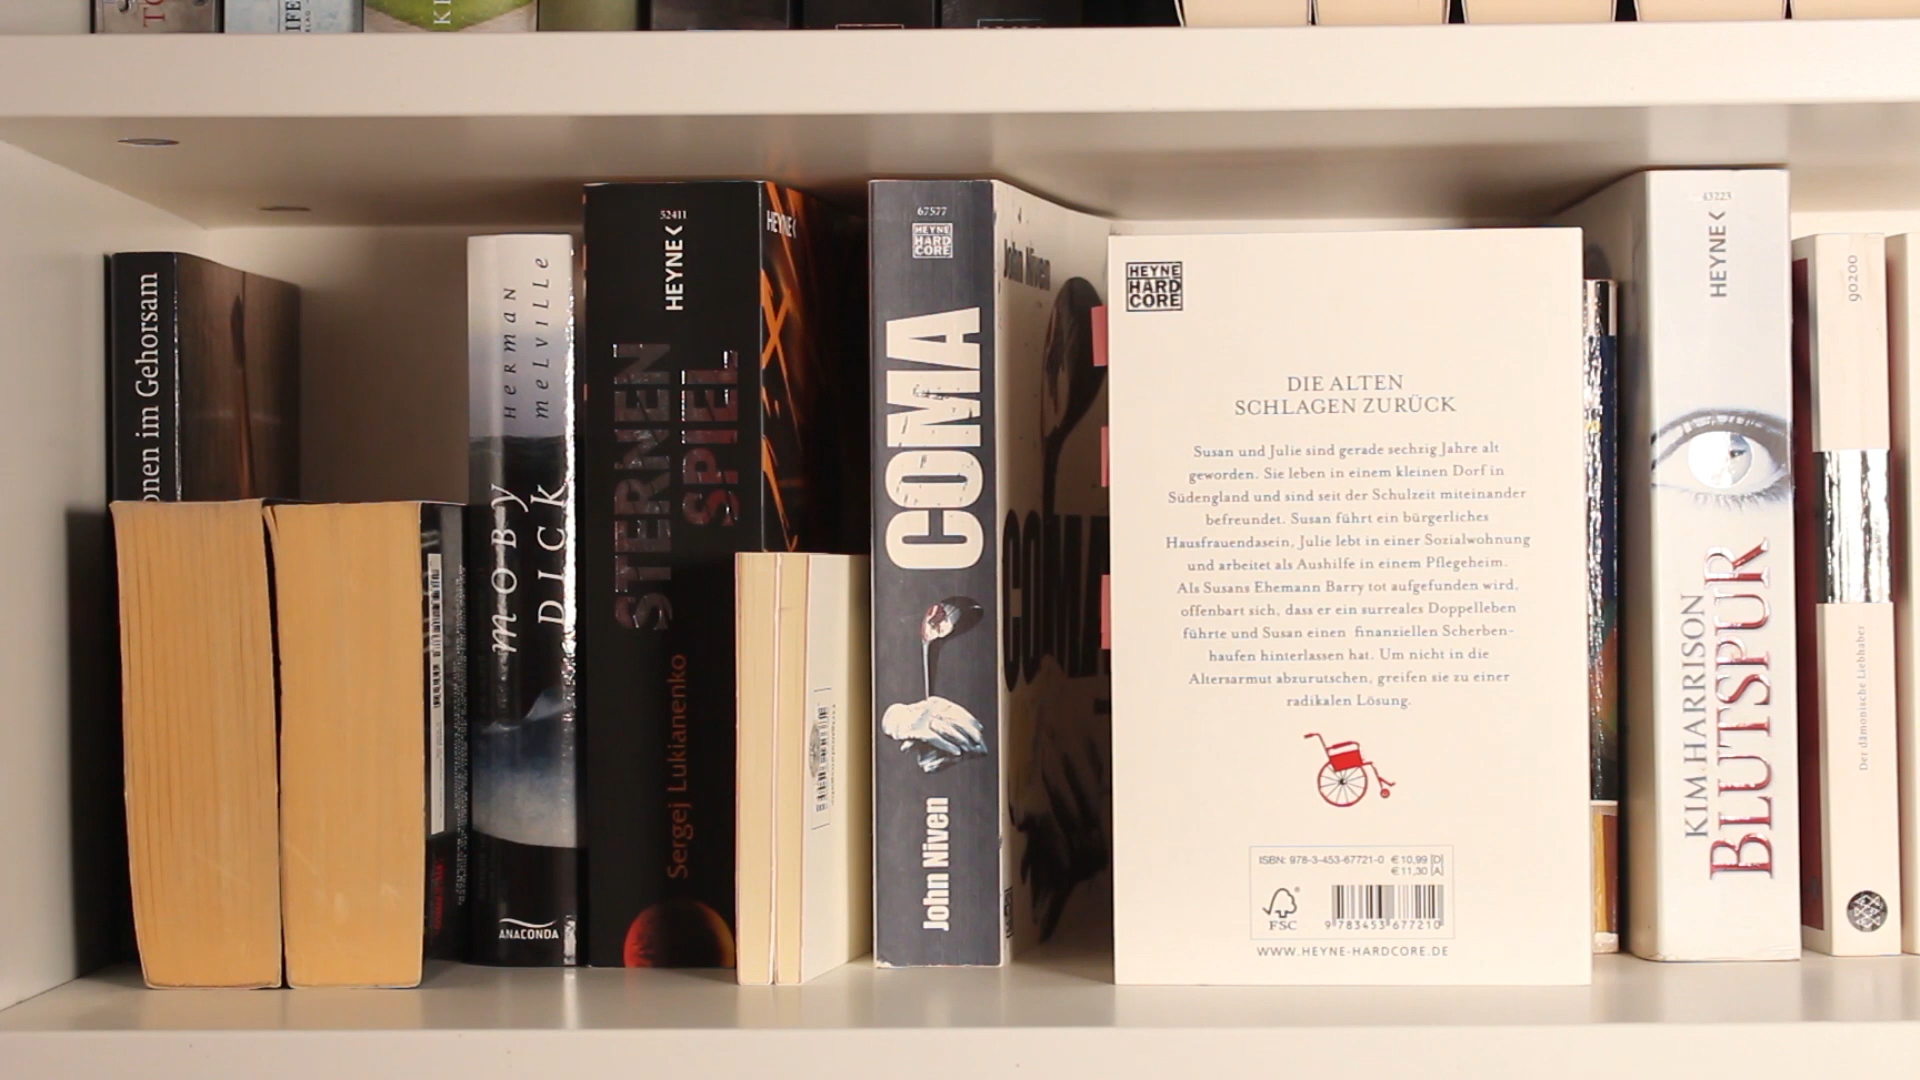 onen im Gehorsam
Herman
Melville
Moby
Dick
ANACONDA
52411
HEYNE
STERNEN
SPIEL
Sergej Lukianenko
HEYNE
67577
HEYNE
HARD
CORE
COMA
John Niven
John Niven
HEYNE
HARD
CORE
DIE ALTEN
SCHLAGEN ZURÜCK
Susan und Julie sind gerade sechzig Jahre alt
geworden. Sie leben in einem kleinen Dorf in
Südengland und sind seit der Schulzeit miteinander
befreundet. Susan führt ein bürgerliches
Hausfrauendasein, Julie lebt in einer Sozialwohnung
und arbeitet als Aushilfe in einem Pflegeheim.
Als Susans Ehemann Barry tot aufgefunden wird,
offenbart sich, dass er ein surreales Doppelleben
führte und Susan einen finanziellen Scherben-
haufen hinterlassen hat. Um nicht in die
Altersarmut abzurutschen, greifen sie zu einer
radikalen Lösung.
ISBN: 978-3-453-67721-0 € 10,99 [D]
€ 11,30 [A]
FSC
9 783453 677210
WWW.HEYNE-HARDCORE.DE
43223
HEYNE
KIM HARRISON
BLUTSPUR
90200
Der dämonische Liebhaber